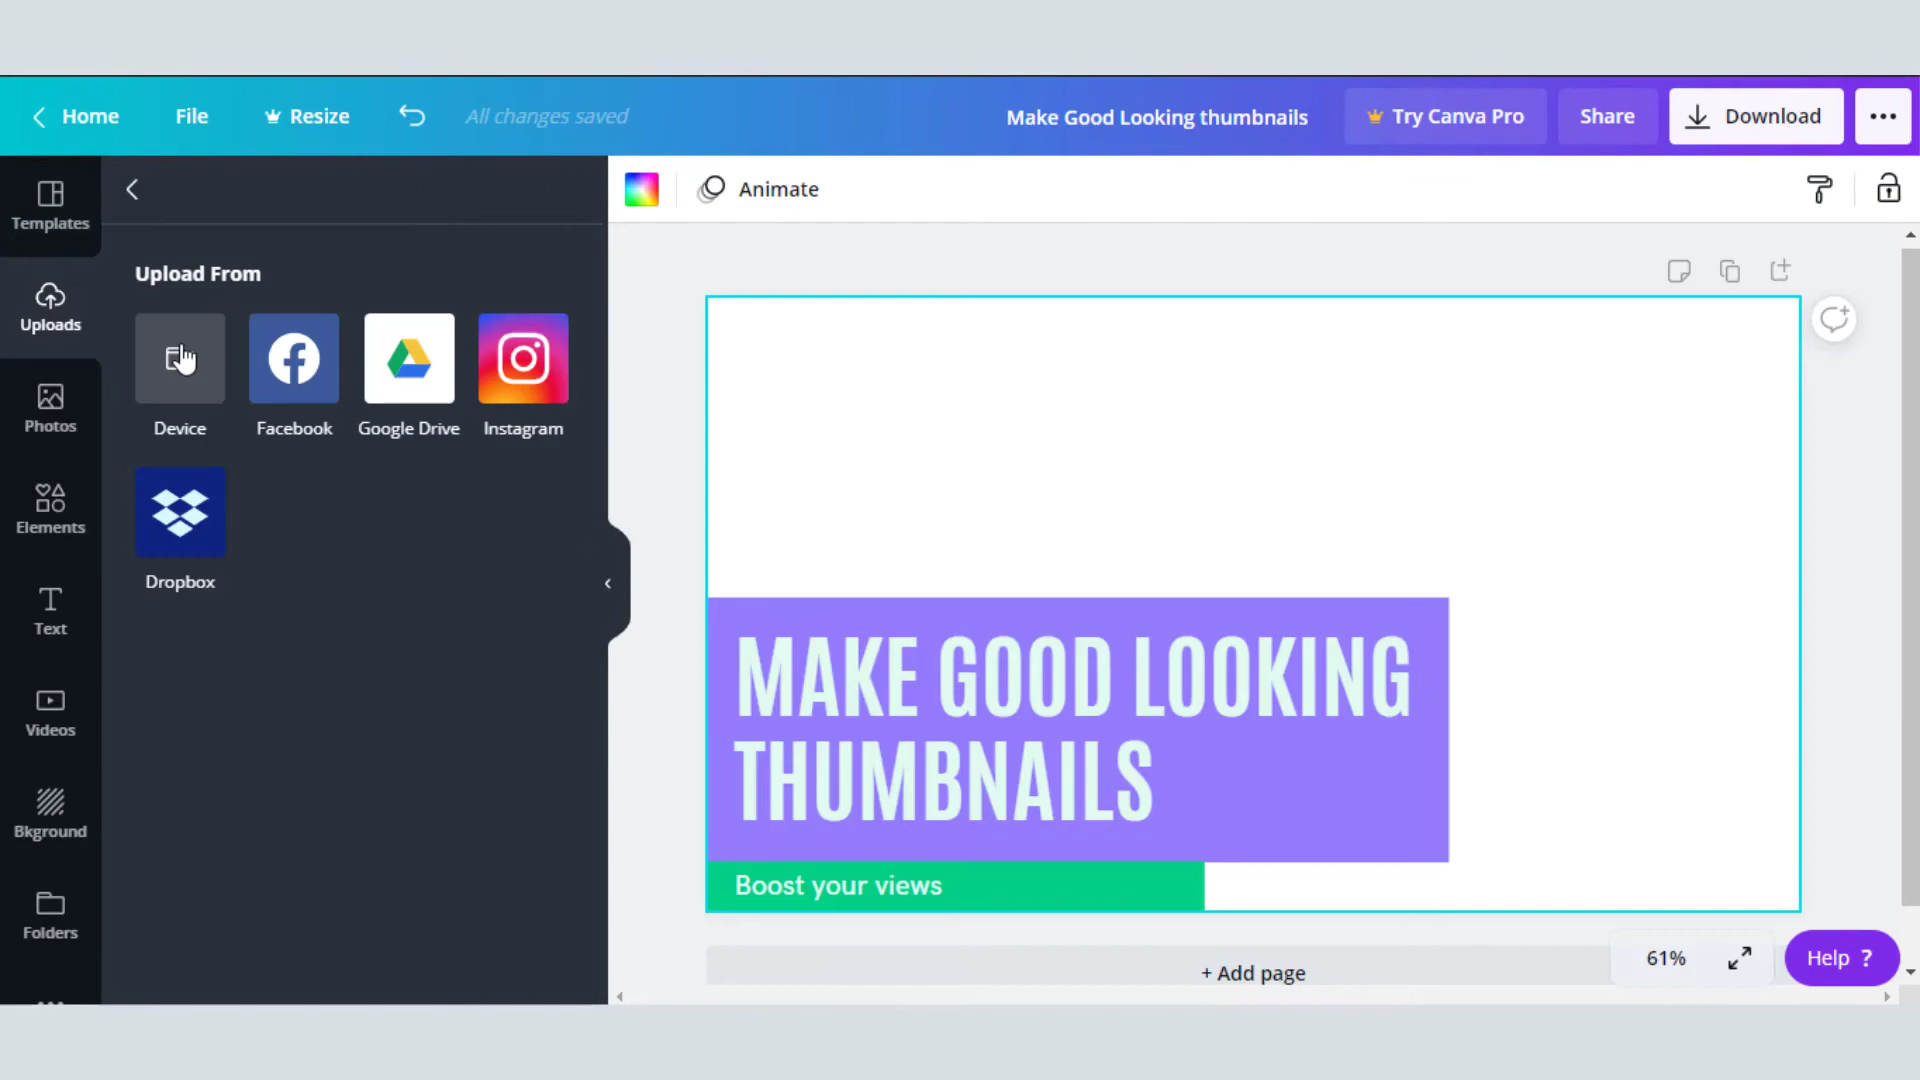 Home
File
Resize
All changes saved
Make Good Looking thumbnails
Try Canva Pro
Share
Download
Templates
Uploads
Photos
Elements
Text
Videos
Bkground
Folders
Upload From
Device
Facebook
Google Drive
Instagram
Dropbox
Animate
MAKE GOOD LOOKING
THUMBNAILS
Boost your views
+ Add page
61%
Help ?